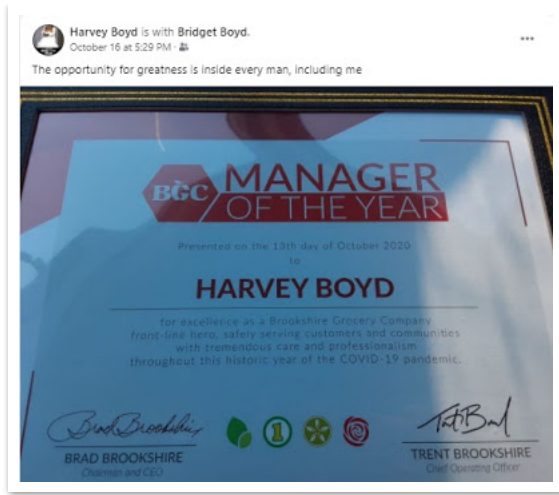 Harvey Boyd is with Bridget Boyd.
October 16 at 5:29 PM ·
The opportunity for greatness is inside every man, including me
BGC
MANAGER
OF THE YEAR
Presented on the 13th day of October 2020
to
HARVEY BOYD
for excellence as a Brookshire Grocery Company
front-line hero, safely serving customers and communities
with tremendous care and professionalism
throughout this historic year of the COVID-19 pandemic.
Brad Brookshire
BRAD BROOKSHIRE
Chairman and CEO
1
TRENT BROOKSHIRE
Chief Operating Officer